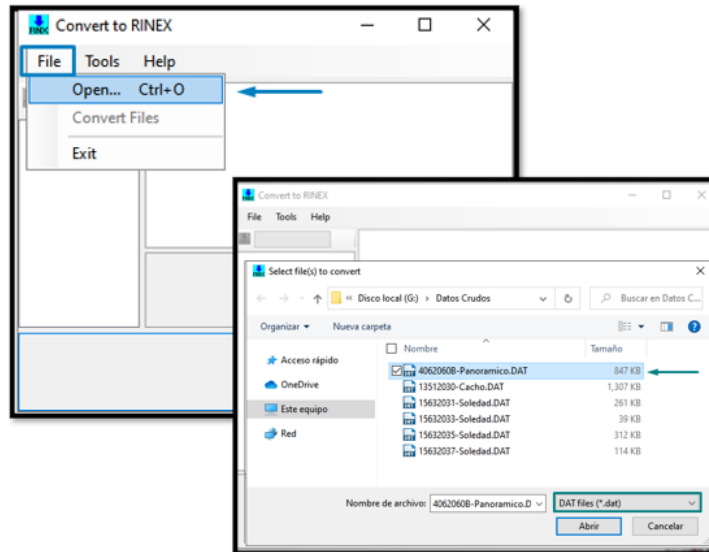 Convert to RINEX
File Tools Help
Open... Ctrl+O
Convert Files
Exit
Convert to RINEX
File Tools Help
Select file(s) to convert
« Disco local (G:) > Datos Crudos
Buscar en Datos C...
Organizar Nueva carpeta
Nombre Tamaño
Acceso rápido
OneDrive
Este equipo
Red
4062060B-Panoramico.DAT 847 KB
13512030-Cacho.DAT 1,307 KB
15632031-Soledad.DAT 261 KB
15632033-Soledad.DAT 39 KB
15632035-Soledad.DAT 312 KB
15632037-Soledad.DAT 114 KB
Nombre de archivo: 4062060B-Panoramico.D DAT files (*.dat)
Abrir Cancelar